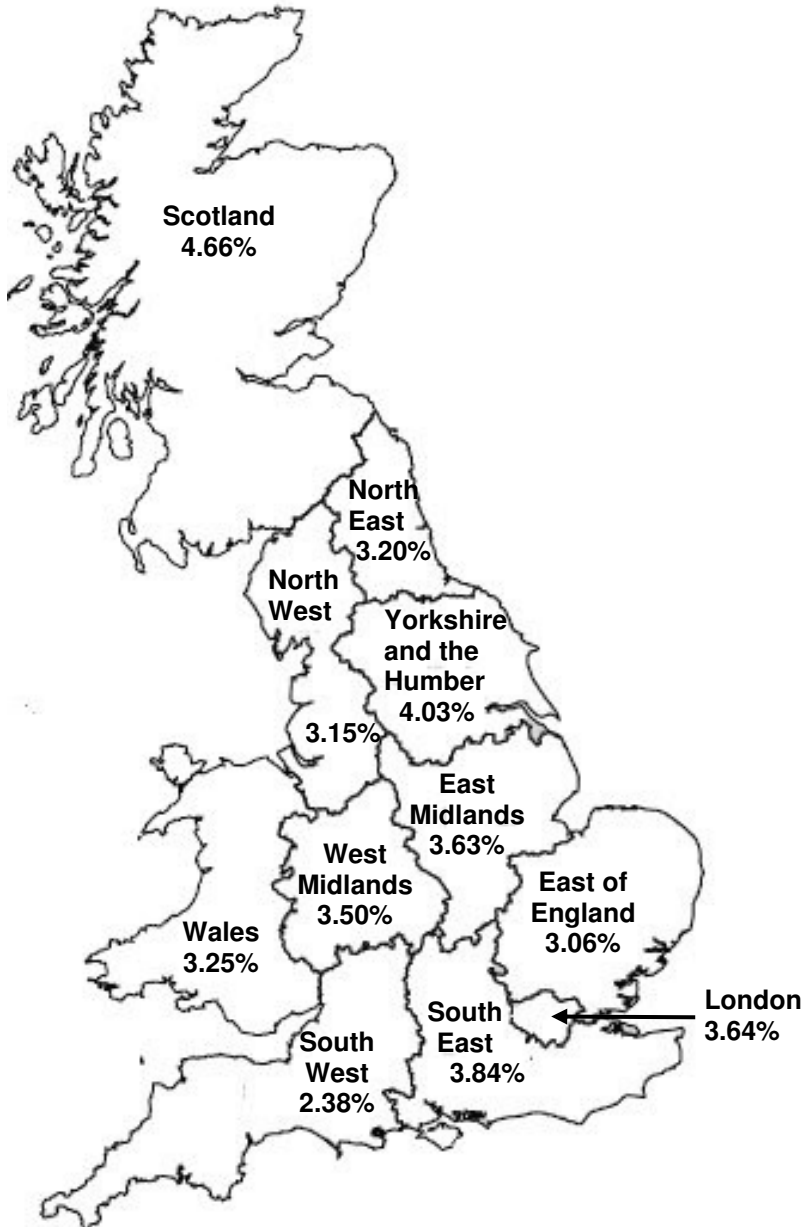 Scotland
4.66%
North
East
3.20%
North
West
3.15%
Yorkshire
and the
Humber
4.03%
East
Midlands
3.63%
West
Midlands
3.50%
East of
England
3.06%
Wales
3.25%
London
3.64%
South
East
3.84%
South
West
2.38%